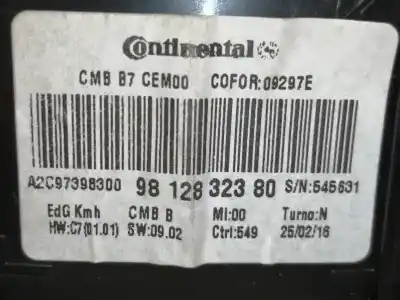 Continental
CMB B7 CEM00 COFOR:09297E
A2C97398300 98 128 323 80 S/N:545631
EdG Kmh CMB B MI:00 Turno:N
HW:C7(01.01) SW:09.02 Ctrl:549 25/02/16